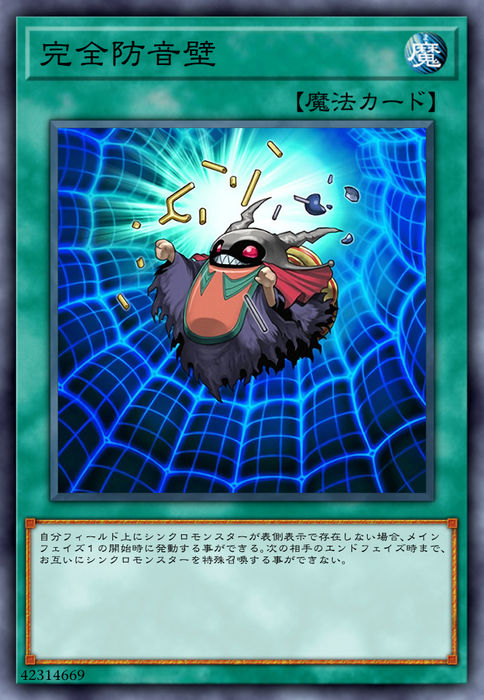 完全防音壁
魔
【魔法カード】
自分フィールド上にシンクロモンスターが表側表示で存在しない場合、メイン
フェイズ１の開始時に発動する事ができる。次の相手のエンドフェイズ時まで、
お互いにシンクロモンスターを特殊召喚する事ができない。
42314669